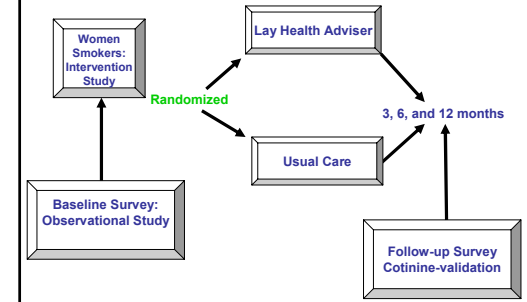 Women
Smokers:
Intervention
Study
Lay Health Adviser
Randomized
3, 6, and 12 months
Usual Care
Baseline Survey:
Observational Study
Follow-up Survey
Cotinine-validation